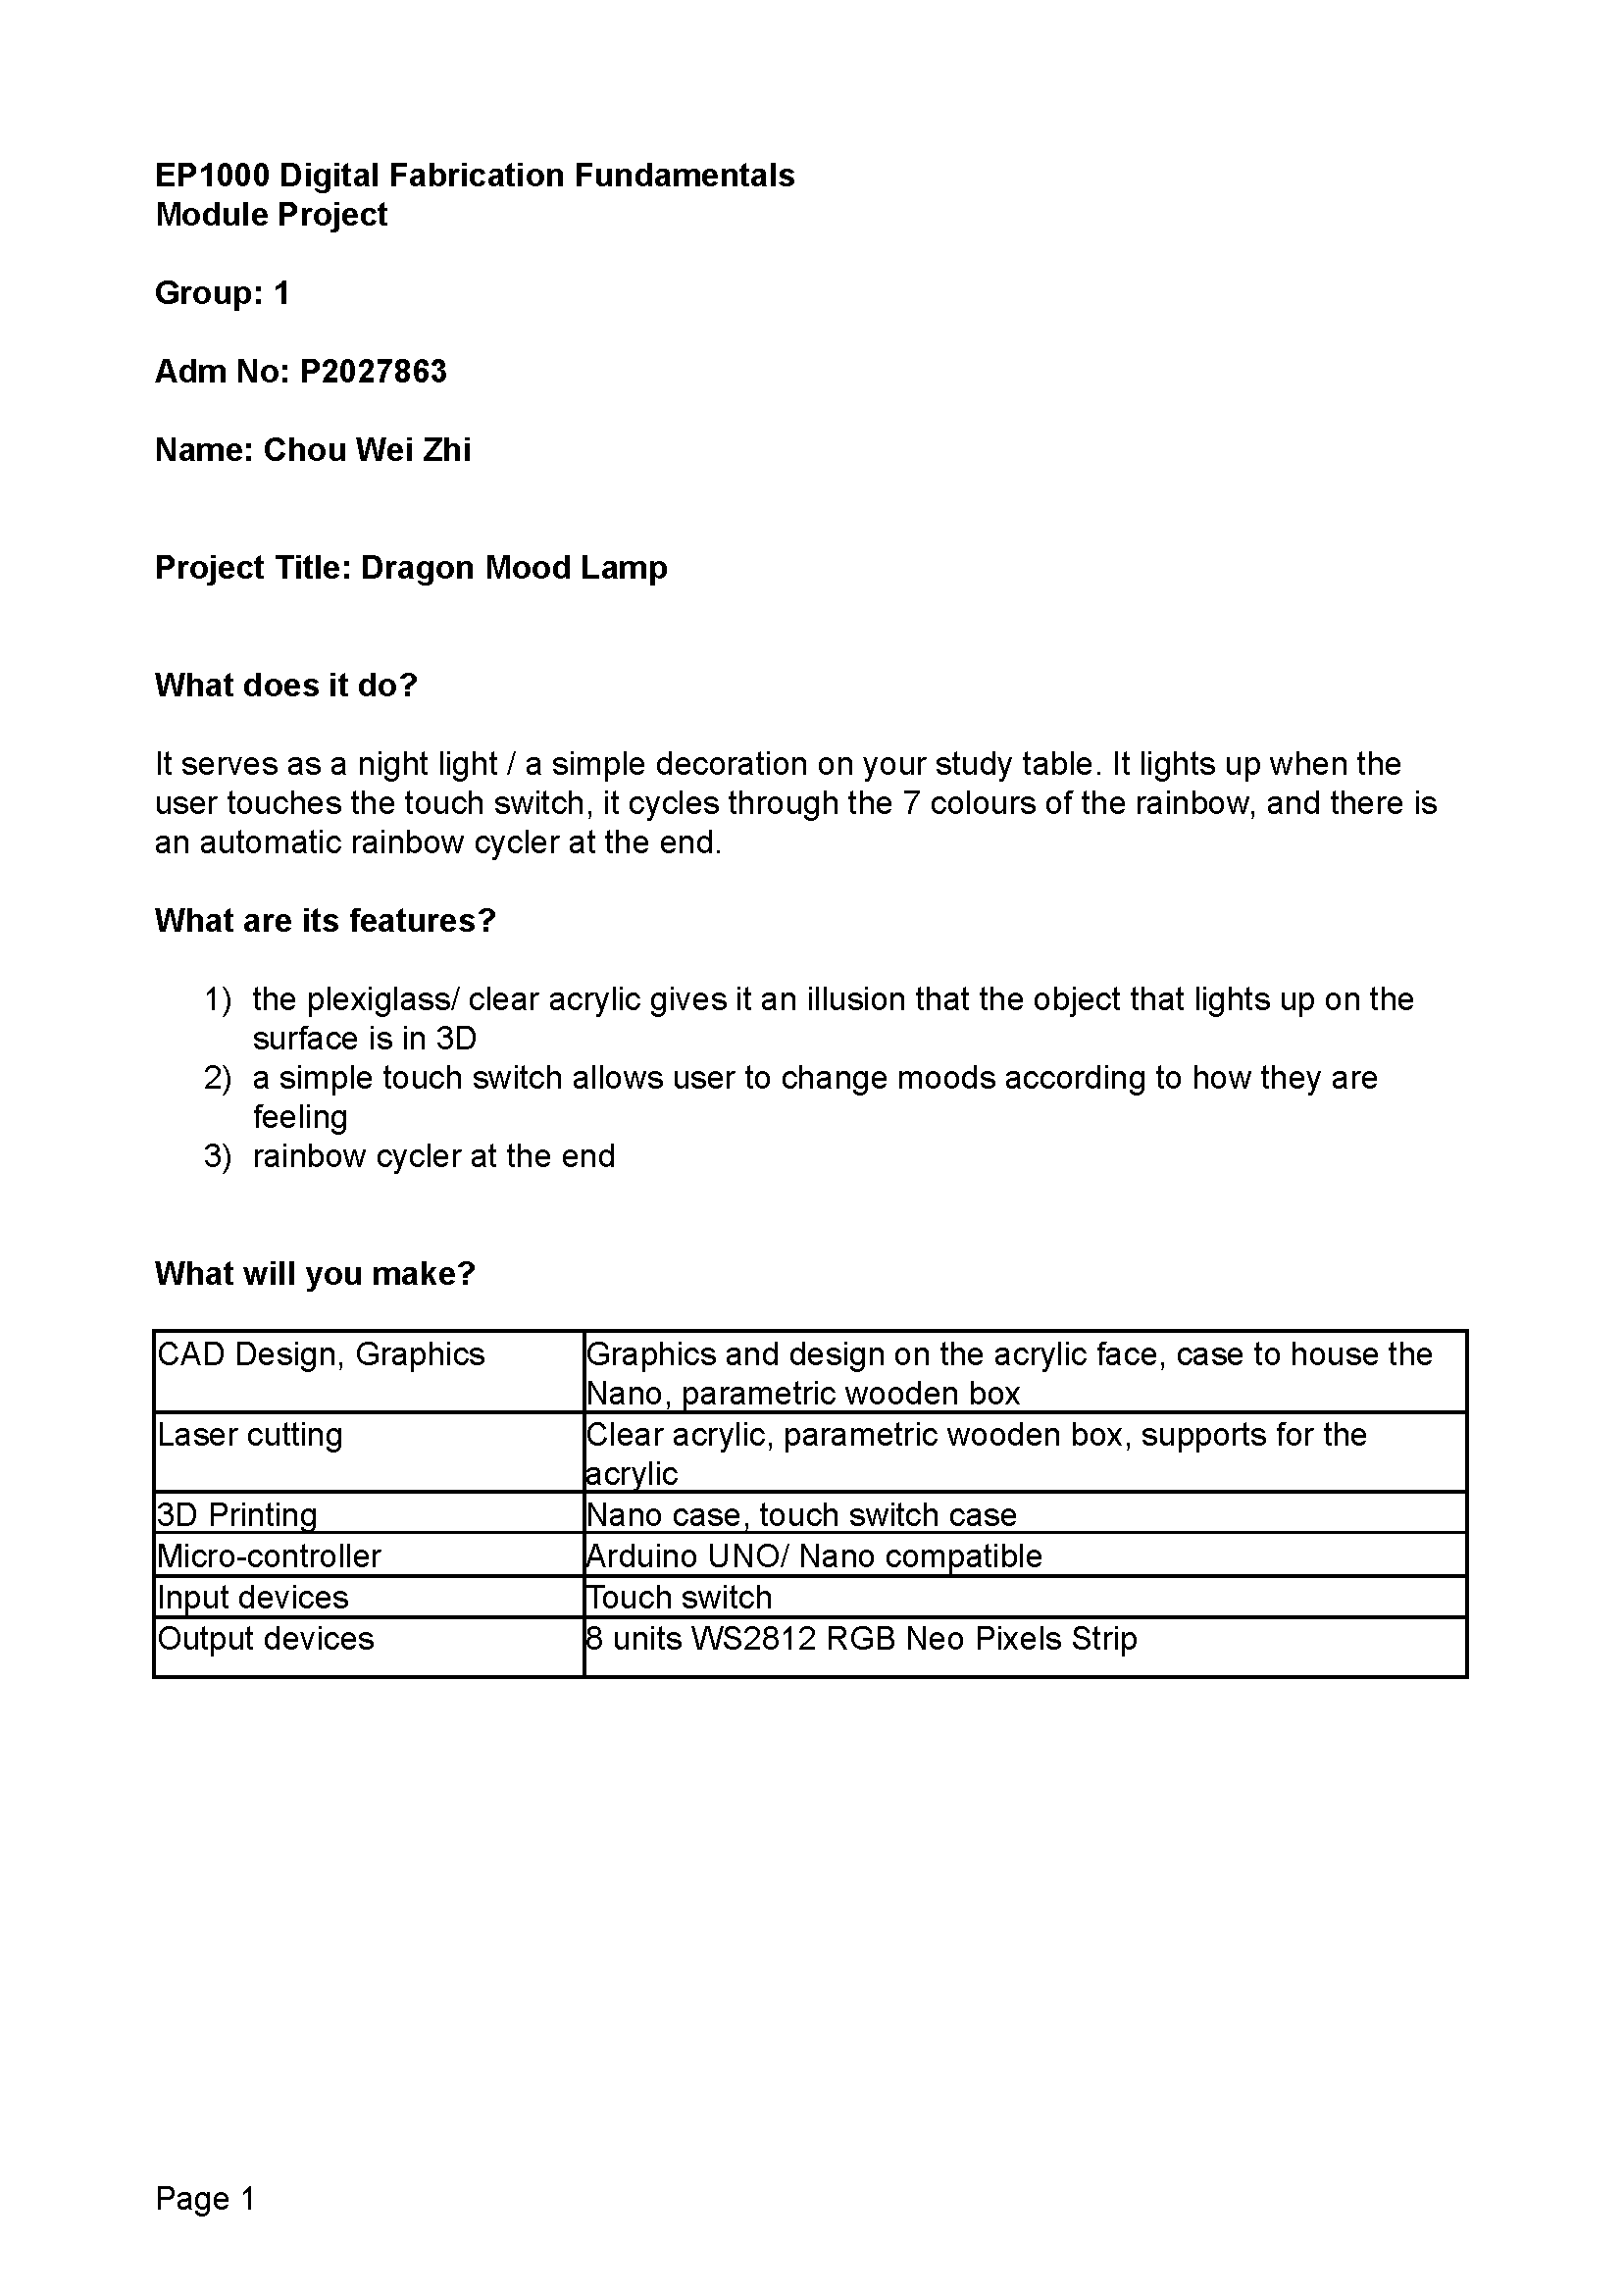 EP1000 Digital Fabrication Fundamentals
Module Project
Group: 1
Adm No: P2027863
Name: Chou Wei Zhi
Project Title: Dragon Mood Lamp
What does it do?
It serves as a night light / a simple decoration on your study table. It lights up when the
user touches the touch switch, it cycles through the 7 colours of the rainbow, and there is
an automatic rainbow cycler at the end.
What are its features?
1) the plexiglass/ clear acrylic gives it an illusion that the object that lights up on the
surface is in 3D
2) a simple touch switch allows user to change moods according to how they are
feeling
3) rainbow cycler at the end
What will you make?
CAD Design, Graphics Graphics and design on the acrylic face, case to house the
Nano, parametric wooden box
Laser cutting Clear acrylic, parametric wooden box, supports for the
acrylic
3D Printing Nano case, touch switch case
Micro-controller Arduino UNO/ Nano compatible
Input devices Touch switch
Output devices 8 units WS2812 RGB Neo Pixels Strip
Page 1